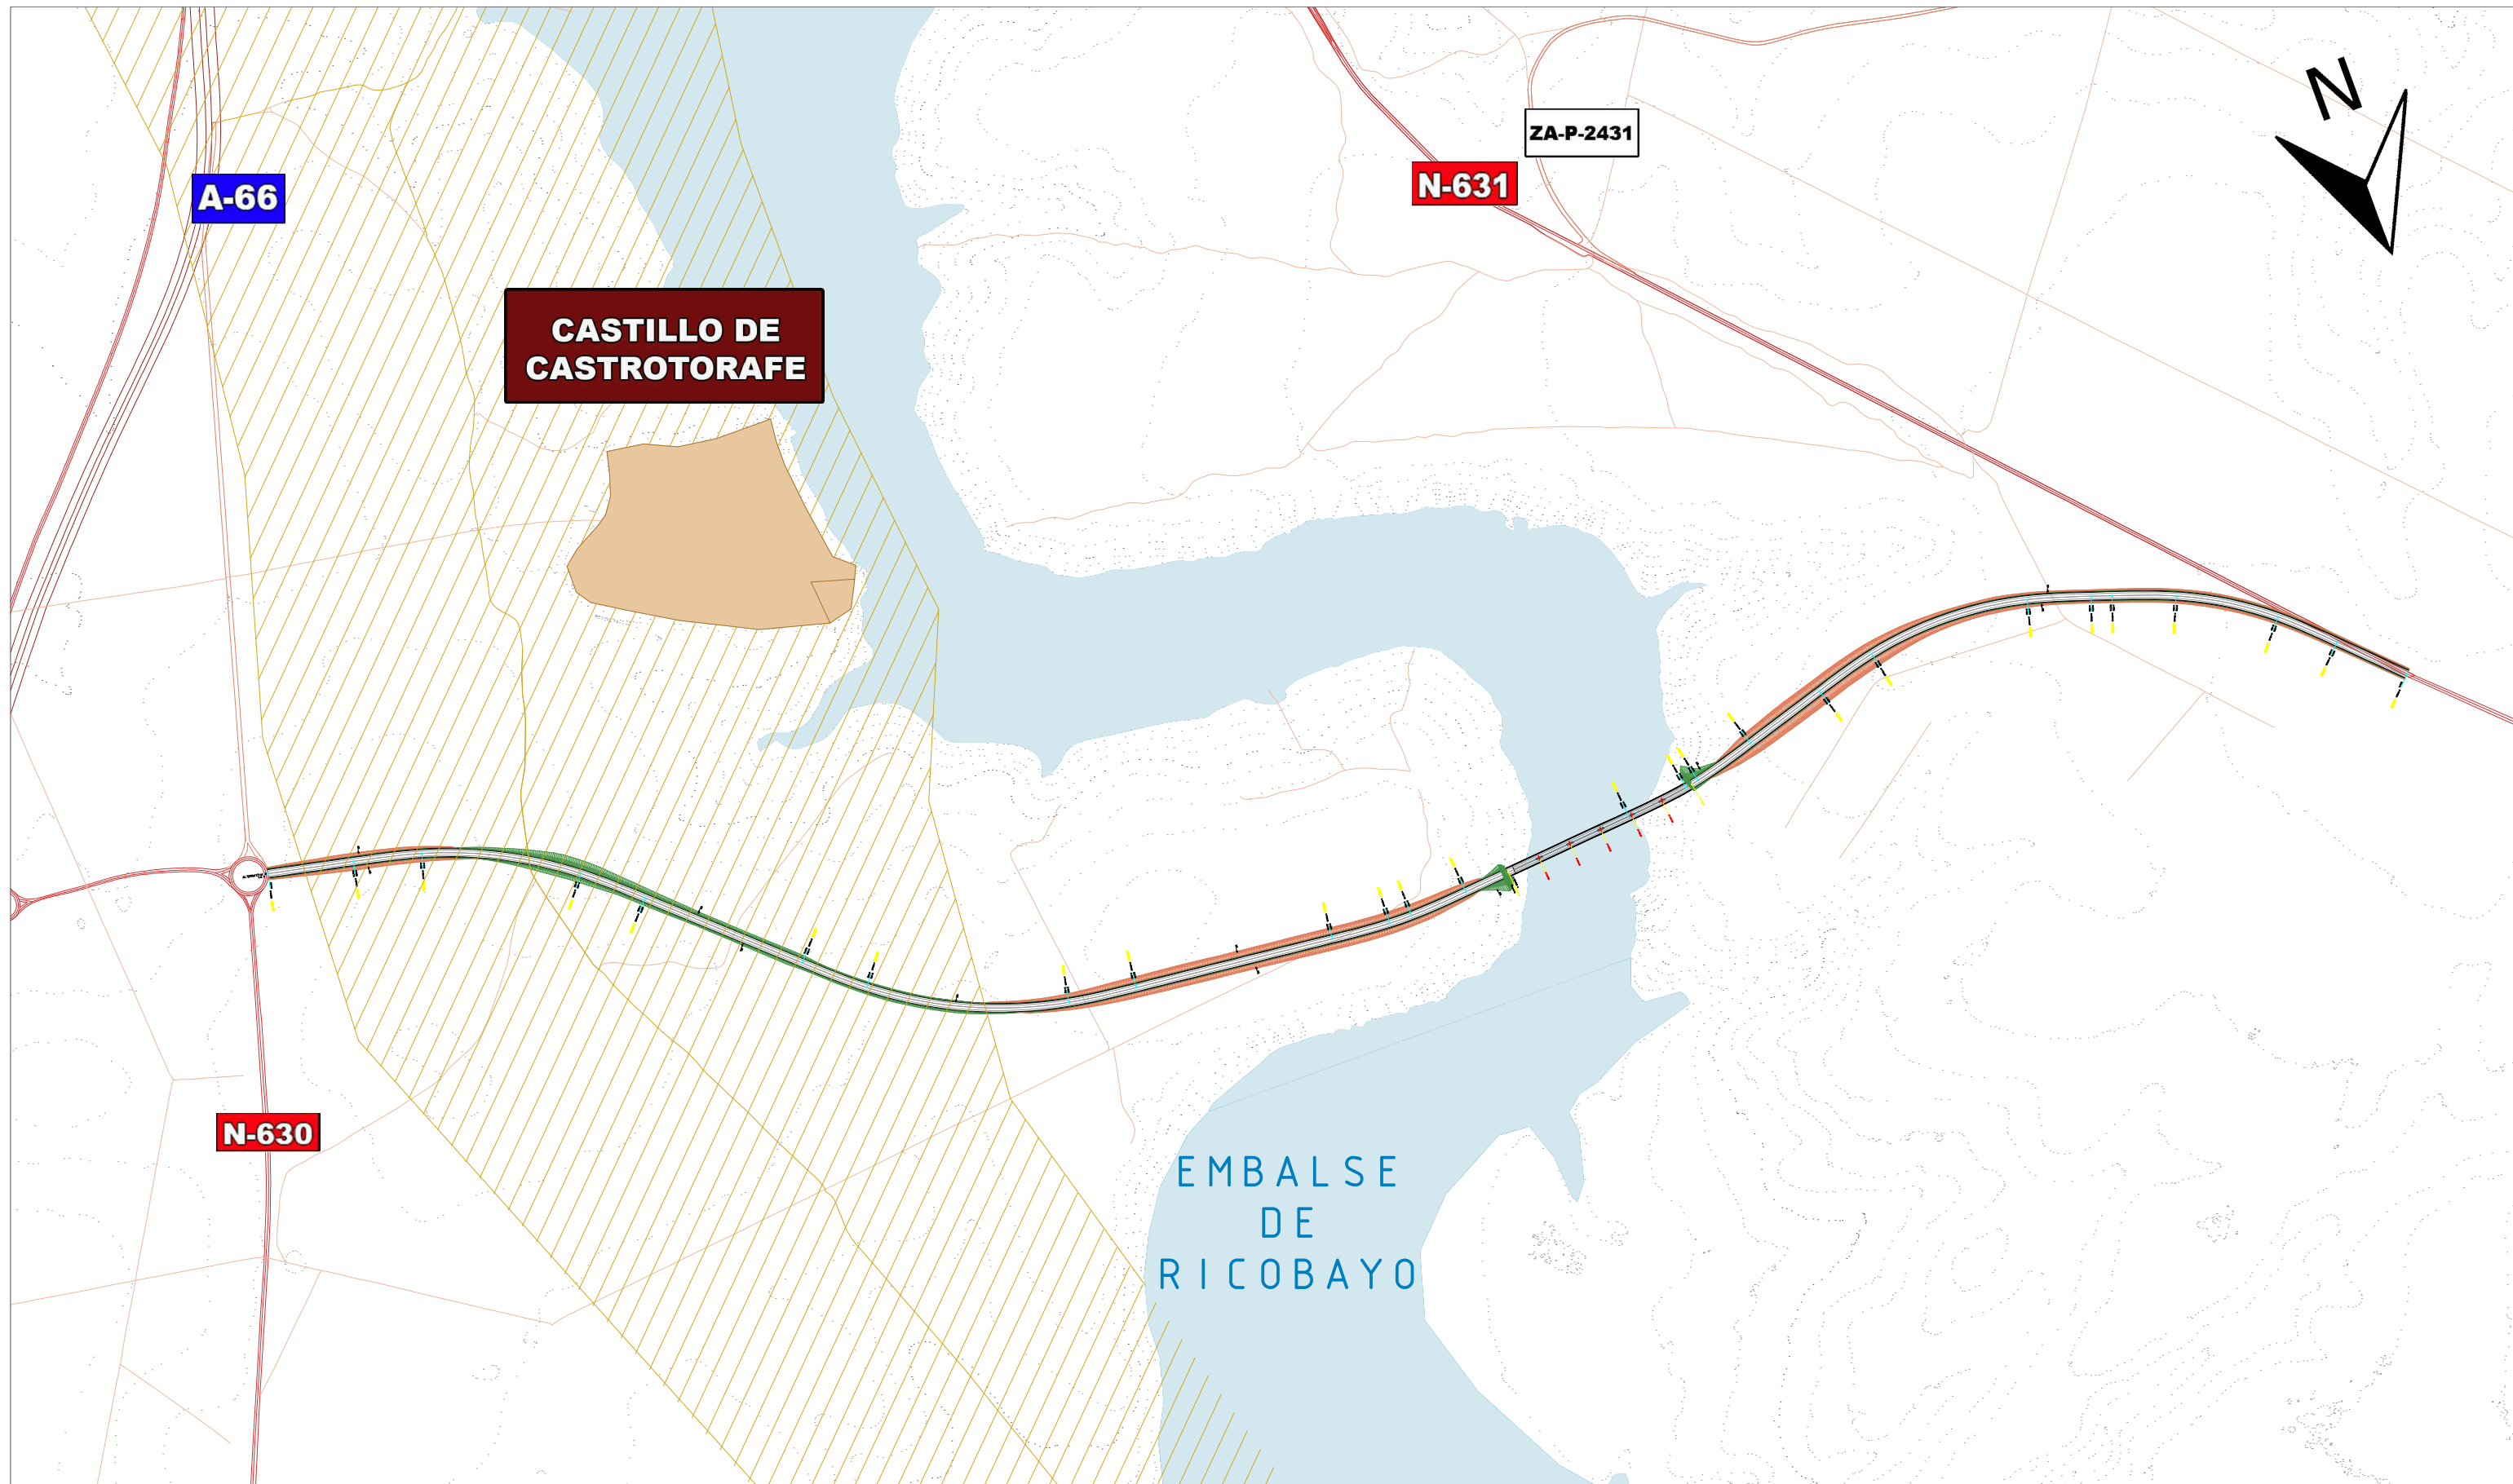 N
ZA-P-2431
N-631
A-66
CASTILLO DE
CASTROTORAFE
N-630
EMBALSE
DE
RICOBAYO